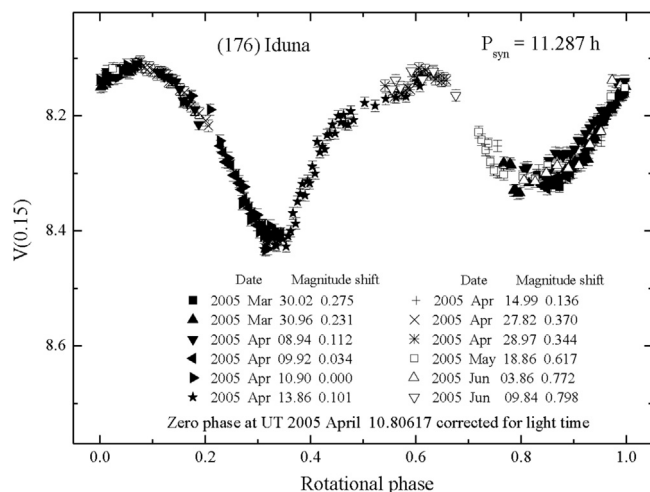 (176) Iduna
P_syn = 11.287 h
V(0.15)
8.2
8.4
8.6
Date Magnitude shift
2005 Mar 30.02 0.275
2005 Mar 30.96 0.231
2005 Apr 08.94 0.112
2005 Apr 09.92 0.034
2005 Apr 10.90 0.000
2005 Apr 13.86 0.101
Date Magnitude shift
2005 Apr 14.99 0.136
2005 Apr 27.82 0.370
2005 Apr 28.97 0.344
2005 May 18.86 0.617
2005 Jun 03.86 0.772
2005 Jun 09.84 0.798
Zero phase at UT 2005 April 10.80617 corrected for light time
0.0 0.2 0.4 0.6 0.8 1.0
Rotational phase